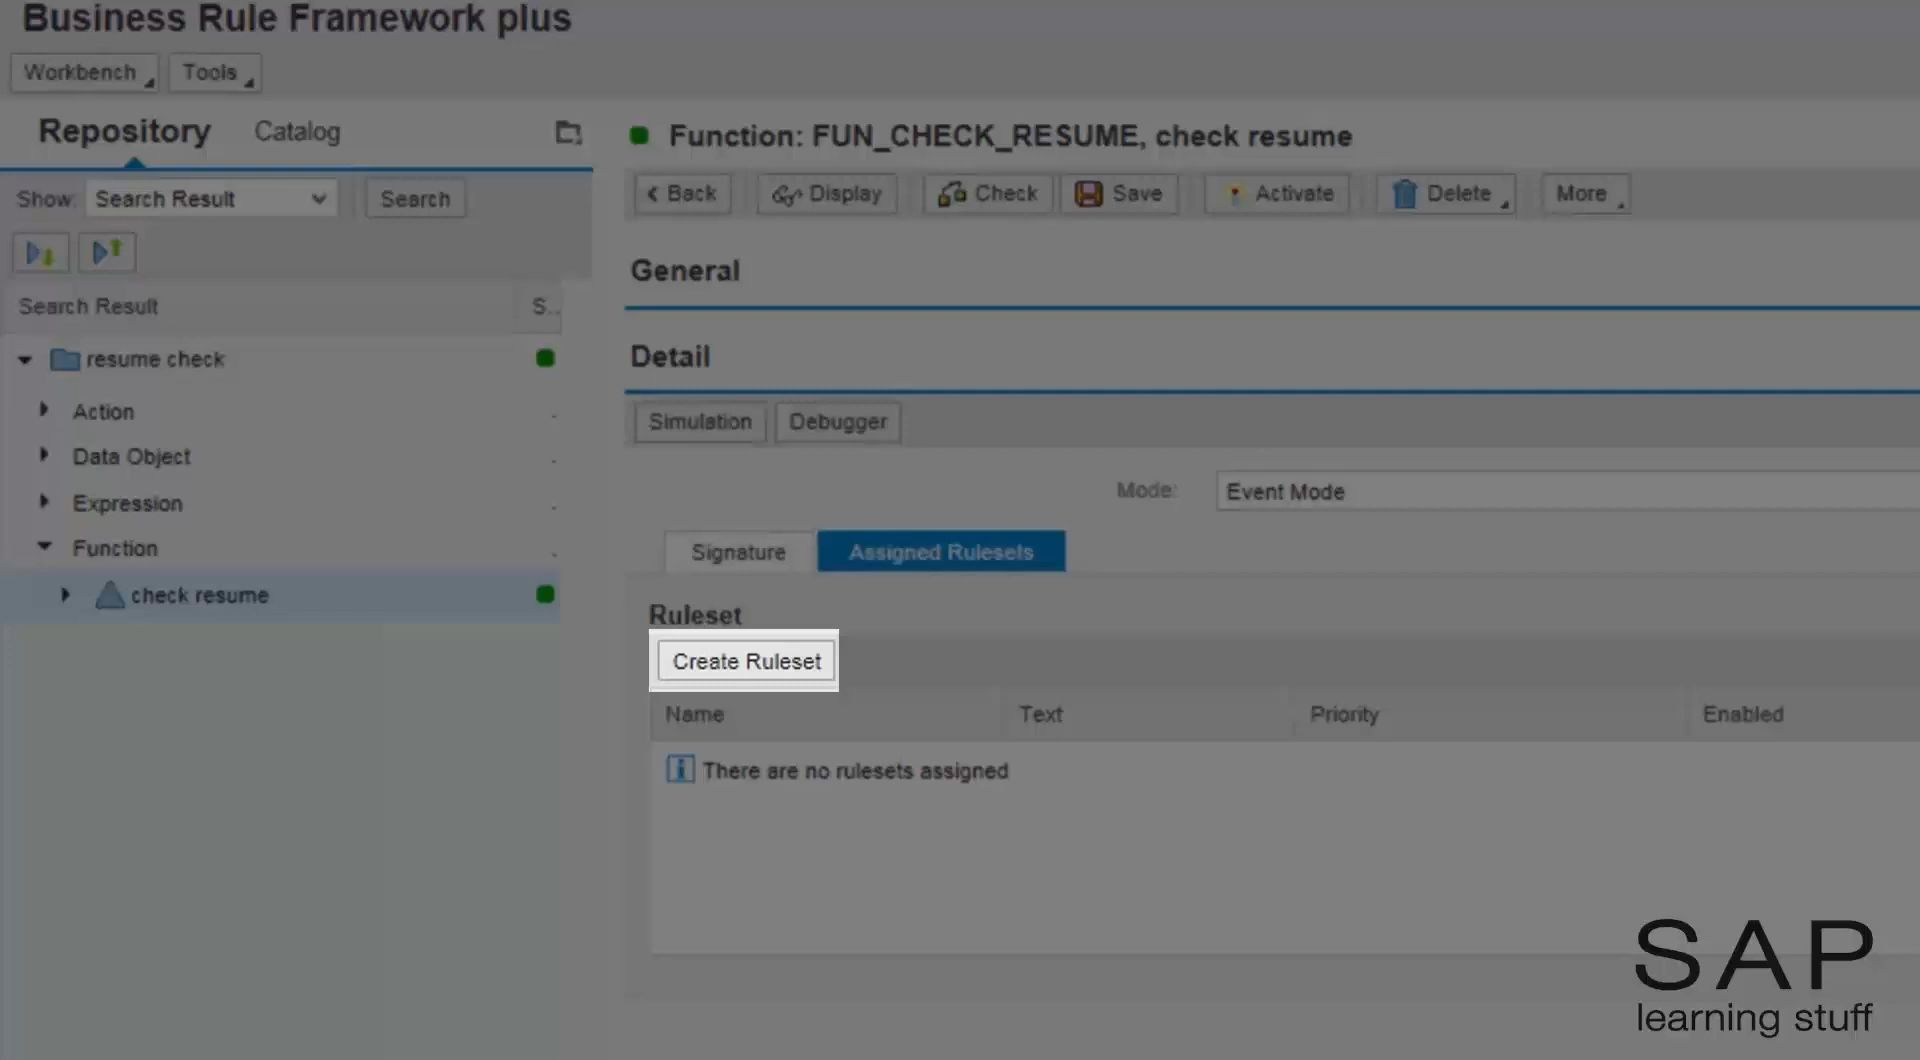 Business Rule Framework plus
Workbench Tools
Repository Catalog
Show: Search Result Search
Search Result S..
resume check
Action .
Data Object .
Expression .
Function .
check resume
Function: FUN_CHECK_RESUME, check resume
Back Display Check Save Activate Delete More
General
Detail
Simulation Debugger
Mode: Event Mode
Signature Assigned Rulesets
Ruleset
Create Ruleset
Name Text Priority Enabled
There are no rulesets assigned
SAP
learning stuff